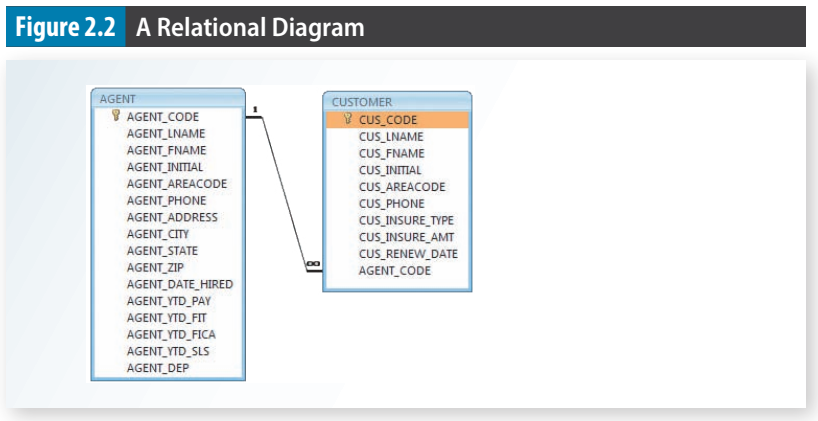 Figure 2.2 A Relational Diagram
AGENT
AGENT_CODE
AGENT_LNAME
AGENT_FNAME
AGENT_INITIAL
AGENT_AREACODE
AGENT_PHONE
AGENT_ADDRESS
AGENT_CITY
AGENT_STATE
AGENT_ZIP
AGENT_DATE_HIRED
AGENT_YTD_PAY
AGENT_YTD_FIT
AGENT_YTD_FICA
AGENT_YTD_SLS
AGENT_DEP
1
∞
CUSTOMER
CUS_CODE
CUS_LNAME
CUS_FNAME
CUS_INITIAL
CUS_AREACODE
CUS_PHONE
CUS_INSURE_TYPE
CUS_INSURE_AMT
CUS_RENEW_DATE
AGENT_CODE